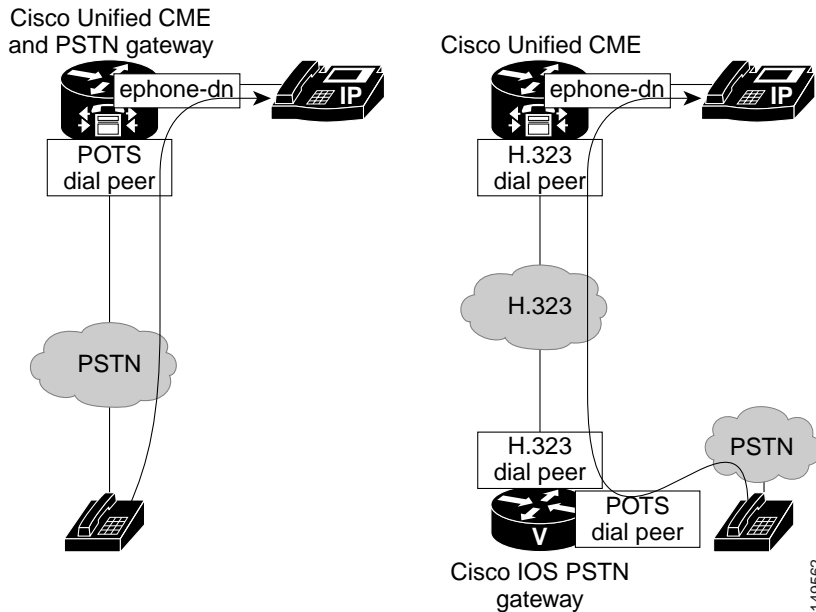 Cisco Unified CME
and PSTN gateway
ephone-dn
IP
POTS
dial peer
PSTN
Cisco Unified CME
ephone-dn
IP
H.323
dial peer
H.323
H.323
dial peer
PSTN
V
POTS
dial peer
Cisco IOS PSTN
gateway
149562